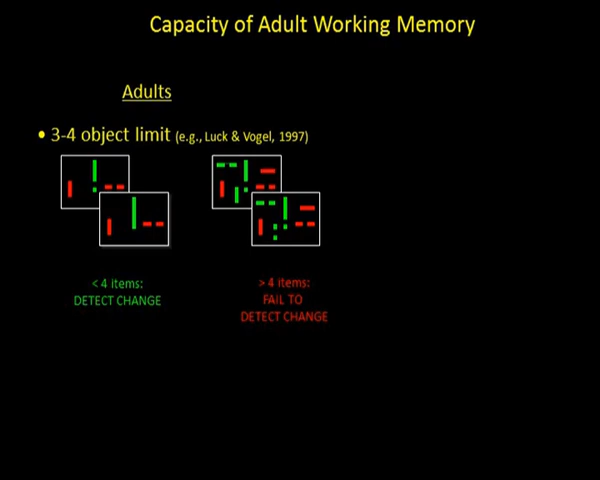 Capacity of Adult Working Memory
Adults
• 3-4 object limit (e.g., Luck & Vogel, 1997)
< 4 items:
DETECT CHANGE
> 4 items:
FAIL TO
DETECT CHANGE